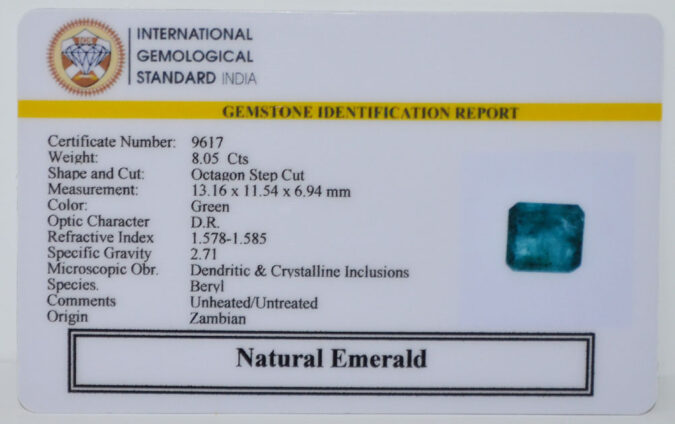 INTERNATIONAL
GEMOLOGICAL
STANDARD INDIA
GEMSTONE IDENTIFICATION REPORT
Certificate Number: 9617
Weight: 8.05 Cts
Shape and Cut: Octagon Step Cut
Measurement: 13.16 x 11.54 x 6.94 mm
Color: Green
Optic Character D.R.
Refractive Index 1.578-1.585
Specific Gravity 2.71
Microscopic Obr. Dendritic & Crystalline Inclusions
Species. Beryl
Comments Unheated/Untreated
Origin Zambian
Natural Emerald